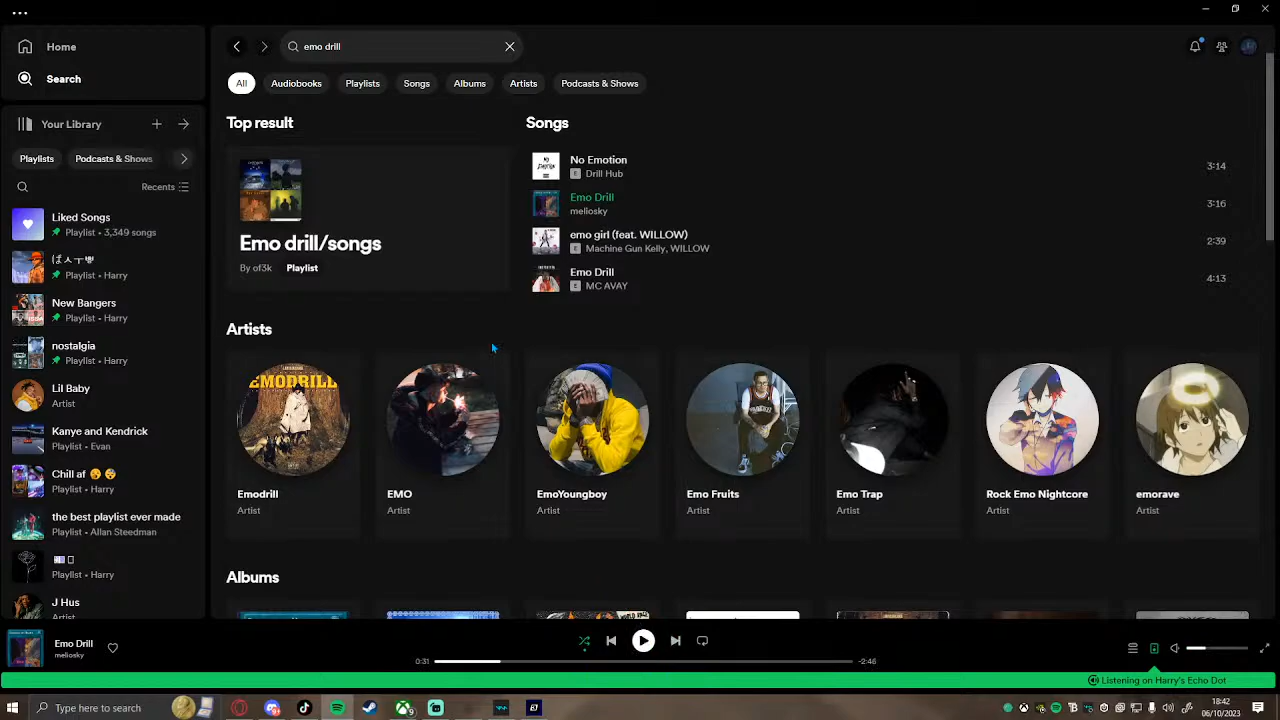 Home
emo drill
Search
All
Audiobooks
Playlists
Songs
Albums
Artists
Podcasts & Shows
Your Library
Playlists
Podcasts & Shows
Recents
Liked Songs
Playlist • 3,349 songs
Playlist • Harry
New Bangers
Playlist • Harry
nostalgia
Playlist • Harry
Lil Baby
Artist
Kanye and Kendrick
Playlist • Evan
Chill af 😮‍💨 😴
Playlist • Harry
the best playlist ever made
Playlist • Allan Steedman
Playlist • Harry
J Hus
Artist
Top result
Emo drill/songs
By of3k
Playlist
Songs
NO EMOTION
No Emotion
E Drill Hub
3:14
Emo Drill
meliosky
3:16
emo girl (feat. WILLOW)
E Machine Gun Kelly, WILLOW
2:39
Emo Drill
E MC AVAY
4:13
Artists
EMODRILL
Emodrill
Artist
EMO
Artist
EmoYoungboy
Artist
Emo Fruits
Artist
Emo Trap
Artist
Rock Emo Nightcore
Artist
emorave
Artist
Albums
Emo Drill
meliosky
0:31
-2:46
Listening on Harry's Echo Dot
Type here to search
18:42
06/10/2023